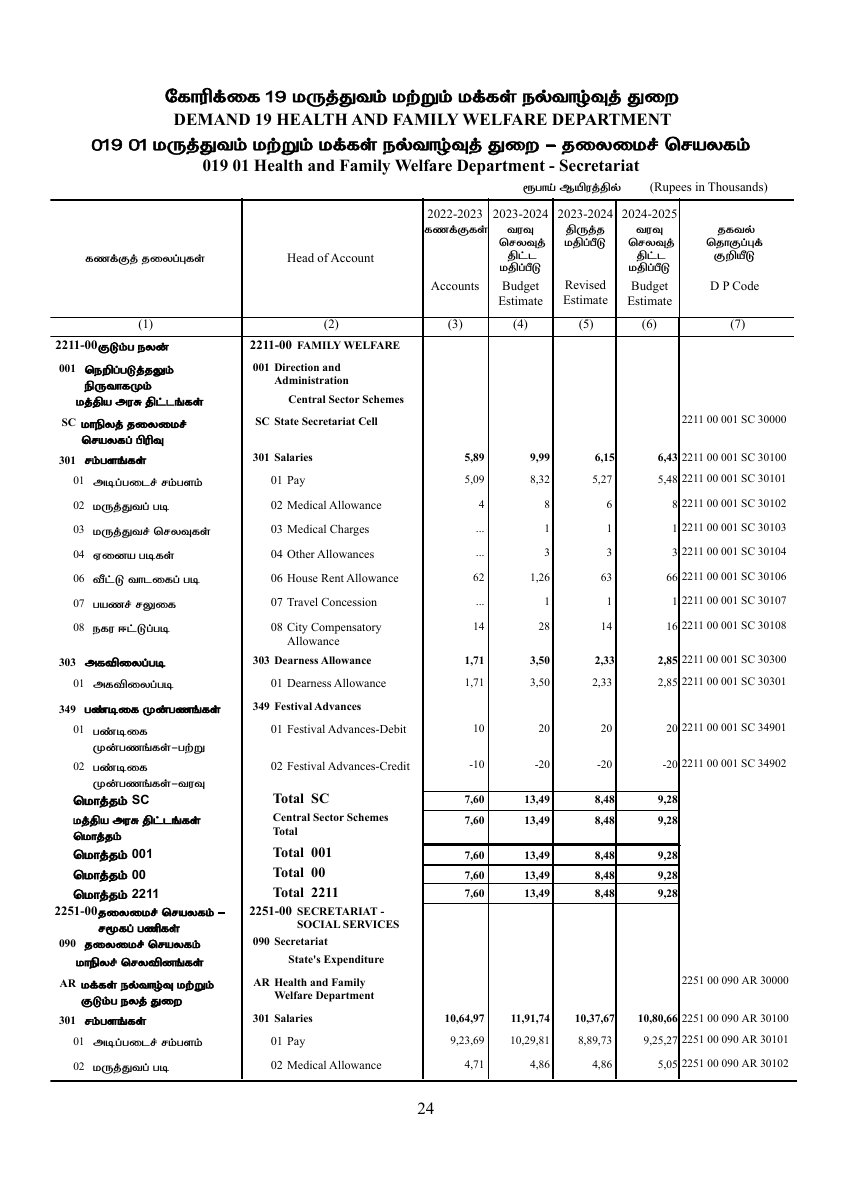 கோரிக்கை 19 மருத்துவம் மற்றும் மக்கள் நல்வாழ்வுத் துறை
DEMAND 19 HEALTH AND FAMILY WELFARE DEPARTMENT
019 01 மருத்துவம் மற்றும் மக்கள் நல்வாழ்வுத் துறை – தலைமைச் செயலகம்
019 01 Health and Family Welfare Department - Secretariat
ரூபாய் ஆயிரத்தில் (Rupees in Thousands)
2022-2023 2023-2024 2023-2024 2024-2025
கணக்குகள் வரவு திருத்த வரவு தகவல்
செலவுத் மதிப்பீடு செலவுத் தொகுப்புக்
கணக்குத் தலைப்புகள் Head of Account திட்ட திட்ட குறியீடு
மதிப்பீடு மதிப்பீடு
Accounts Budget Revised Budget D P Code
Estimate Estimate Estimate
(1) (2) (3) (4) (5) (6) (7)
2211-00 குடும்ப நலன் 2211-00 FAMILY WELFARE
001 நெறிப்படுத்தலும் 001 Direction and
நிருவாகமும் Administration
மத்திய அரசு திட்டங்கள் Central Sector Schemes
SC மாநிலத் தலைமைச் SC State Secretariat Cell 2211 00 001 SC 30000
செயலகப் பிரிவு
301 சம்பளங்கள் 301 Salaries 5,89 9,99 6,15 6,43 2211 00 001 SC 30100
01 அடிப்படைச் சம்பளம் 01 Pay 5,09 8,32 5,27 5,48 2211 00 001 SC 30101
02 மருத்துவப் படி 02 Medical Allowance 4 8 6 8 2211 00 001 SC 30102
03 மருத்துவச் செலவுகள் 03 Medical Charges ... 1 1 1 2211 00 001 SC 30103
04 ஏனைய படிகள் 04 Other Allowances ... 3 3 3 2211 00 001 SC 30104
06 வீட்டு வாடகைப் படி 06 House Rent Allowance 62 1,26 63 66 2211 00 001 SC 30106
07 பயணச் சலுகை 07 Travel Concession ... 1 1 1 2211 00 001 SC 30107
08 நகர ஈட்டுப்படி 08 City Compensatory 14 28 14 16 2211 00 001 SC 30108
Allowance
303 அகவிலைப்படி 303 Dearness Allowance 1,71 3,50 2,33 2,85 2211 00 001 SC 30300
01 அகவிலைப்படி 01 Dearness Allowance 1,71 3,50 2,33 2,85 2211 00 001 SC 30301
349 பண்டிகை முன்பணங்கள் 349 Festival Advances
01 பண்டிகை 01 Festival Advances-Debit 10 20 20 20 2211 00 001 SC 34901
முன்பணங்கள்–பற்று
02 பண்டிகை 02 Festival Advances-Credit -10 -20 -20 -20 2211 00 001 SC 34902
முன்பணங்கள்–வரவு
மொத்தம் SC Total SC 7,60 13,49 8,48 9,28
மத்திய அரசு திட்டங்கள் Central Sector Schemes 7,60 13,49 8,48 9,28
மொத்தம் Total
மொத்தம் 001 Total 001 7,60 13,49 8,48 9,28
மொத்தம் 00 Total 00 7,60 13,49 8,48 9,28
மொத்தம் 2211 Total 2211 7,60 13,49 8,48 9,28
2251-00 தலைமைச் செயலகம் – 2251-00 SECRETARIAT -
சமூகப் பணிகள் SOCIAL SERVICES
090 தலைமைச் செயலகம் 090 Secretariat
மாநிலச் செலவினங்கள் State's Expenditure
AR மக்கள் நல்வாழ்வு மற்றும் AR Health and Family 2251 00 090 AR 30000
குடும்ப நலத் துறை Welfare Department
301 சம்பளங்கள் 301 Salaries 10,64,97 11,91,74 10,37,67 10,80,66 2251 00 090 AR 30100
01 அடிப்படைச் சம்பளம் 01 Pay 9,23,69 10,29,81 8,89,73 9,25,27 2251 00 090 AR 30101
02 மருத்துவப் படி 02 Medical Allowance 4,71 4,86 4,86 5,05 2251 00 090 AR 30102
24